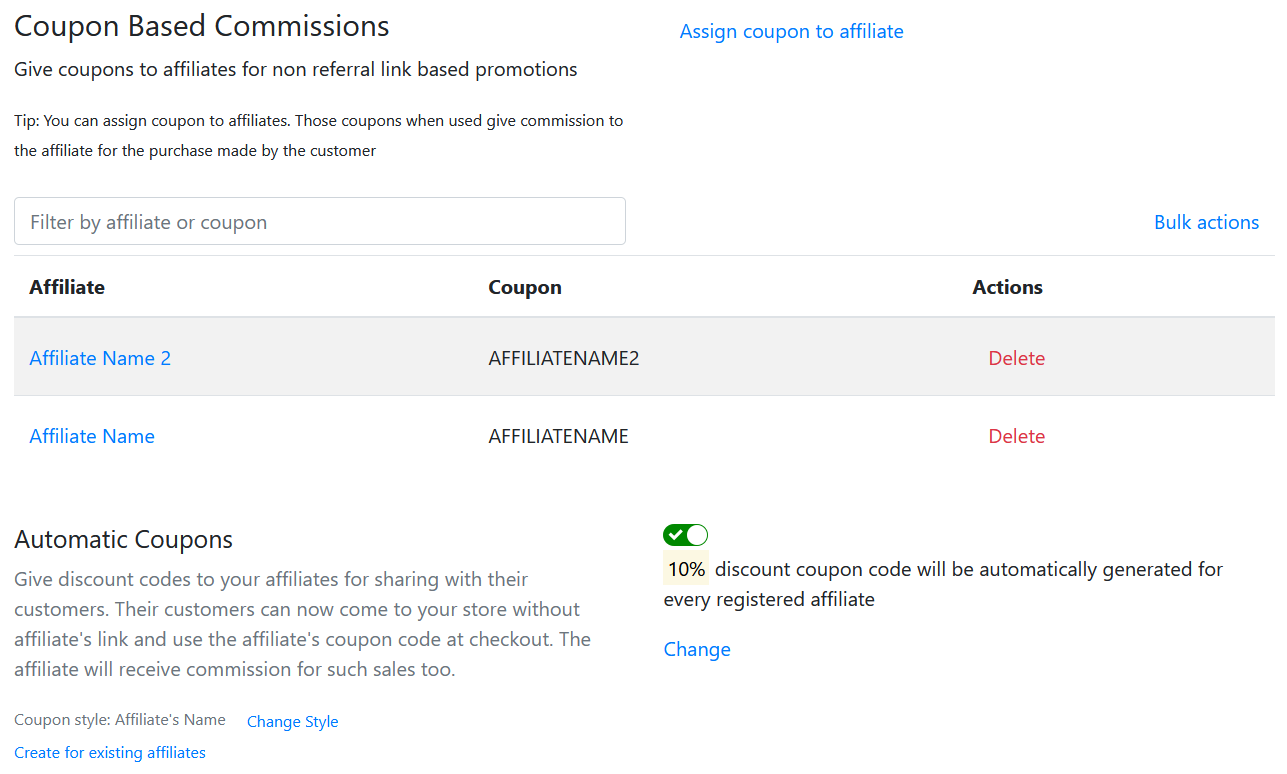 Coupon Based Commissions
Assign coupon to affiliate
Give coupons to affiliates for non referral link based promotions
Tip: You can assign coupon to affiliates. Those coupons when used give commission to
the affiliate for the purchase made by the customer
Filter by affiliate or coupon
Bulk actions
Affiliate Coupon Actions
Affiliate Name 2 AFFILIATENAME2 Delete
Affiliate Name AFFILIATENAME Delete
Automatic Coupons
Give discount codes to your affiliates for sharing with their
customers. Their customers can now come to your store without
affiliate's link and use the affiliate's coupon code at checkout. The
affiliate will receive commission for such sales too.
Coupon style: Affiliate's Name Change Style
Create for existing affiliates
10% discount coupon code will be automatically generated for
every registered affiliate
Change